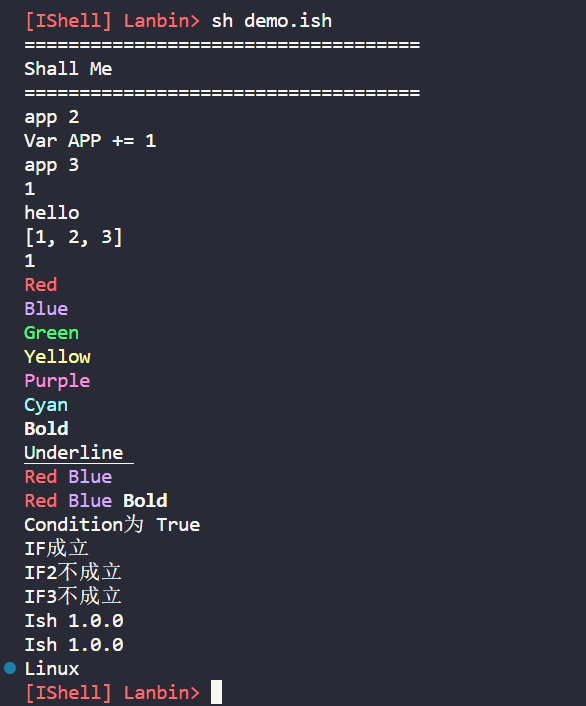 [IShell] Lanbin> sh demo.ish
====================================
Shall Me
====================================
app 2
Var APP += 1
app 3
1
hello
[1, 2, 3]
1
Red
Blue
Green
Yellow
Purple
Cyan
Bold
Underline
Red Blue
Red Blue Bold
Condition为 True
IF成立
IF2不成立
IF3不成立
Ish 1.0.0
Ish 1.0.0
Linux
[IShell] Lanbin>